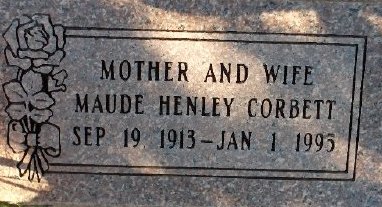 MOTHER AND WIFE
MAUDE HENLEY CORBETT
SEP 19 1913-JAN 1 1995